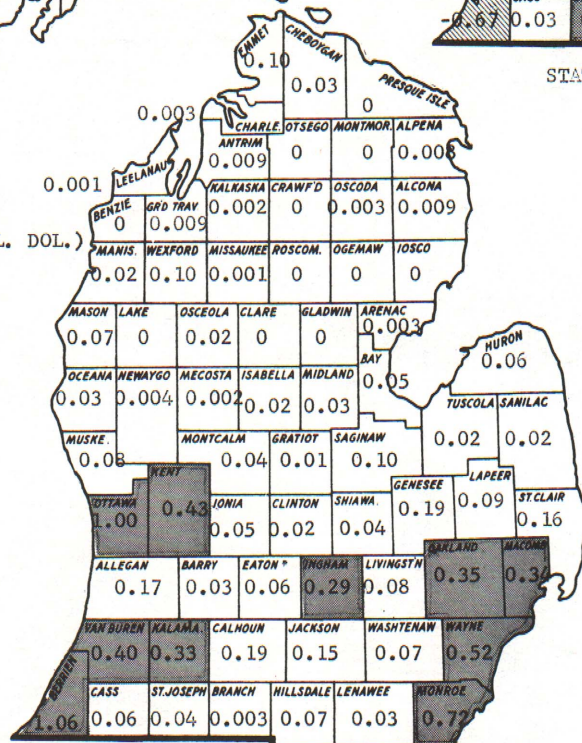 -0.67 0.03
STA
EMMET CHEBOYGAN PRESQUE ISLE
0.10 0.03 0
0.003
CHARLE. OTSEGO MONTMOR. ALPENA
ANTRIM
0.009 0 0 0.008
0.001 LEELANAU
KALKASKA CRAWF'D OSCODA ALCONA
0.002 0 0.003 0.009
BENZIE GR'D TRAV
0 0.009
L. DOL.)
MANIS. WEXFORD MISSAUKEE ROSCOM. OGEMAW IOSCO
0.02 0.10 0.001 0 0 0
MASON LAKE OSCEOLA CLARE GLADWIN ARENAC
0.07 0 0.02 0 0 0.003
HURON
0.06
BAY
0.05
OCEANA NEWAYGO MECOSTA ISABELLA MIDLAND
0.03 0.004 0.002 0.02 0.03
TUSCOLA SANILAC
0.02 0.02
MUSKE. MONTCALM GRATIOT SAGINAW
0.08 0.04 0.01 0.10
KENT
0.43
GENESEE LAPEER
0.19 0.09
OTTAWA IONIA CLINTON SHIAWA. ST.CLAIR
1.00 0.05 0.02 0.04 0.16
OAKLAND MACOMB
0.35 0.34
ALLEGAN BARRY EATON INGHAM LIVINGST'N
0.17 0.03 0.06 0.29 0.08
VAN BUREN KALAMA. CALHOUN JACKSON WASHTENAW WAYNE
0.40 0.33 0.19 0.15 0.07 0.52
BERRIEN CASS ST.JOSEPH BRANCH HILLSDALE LENAWEE MONROE
1.06 0.06 0.04 0.003 0.07 0.03 0.72